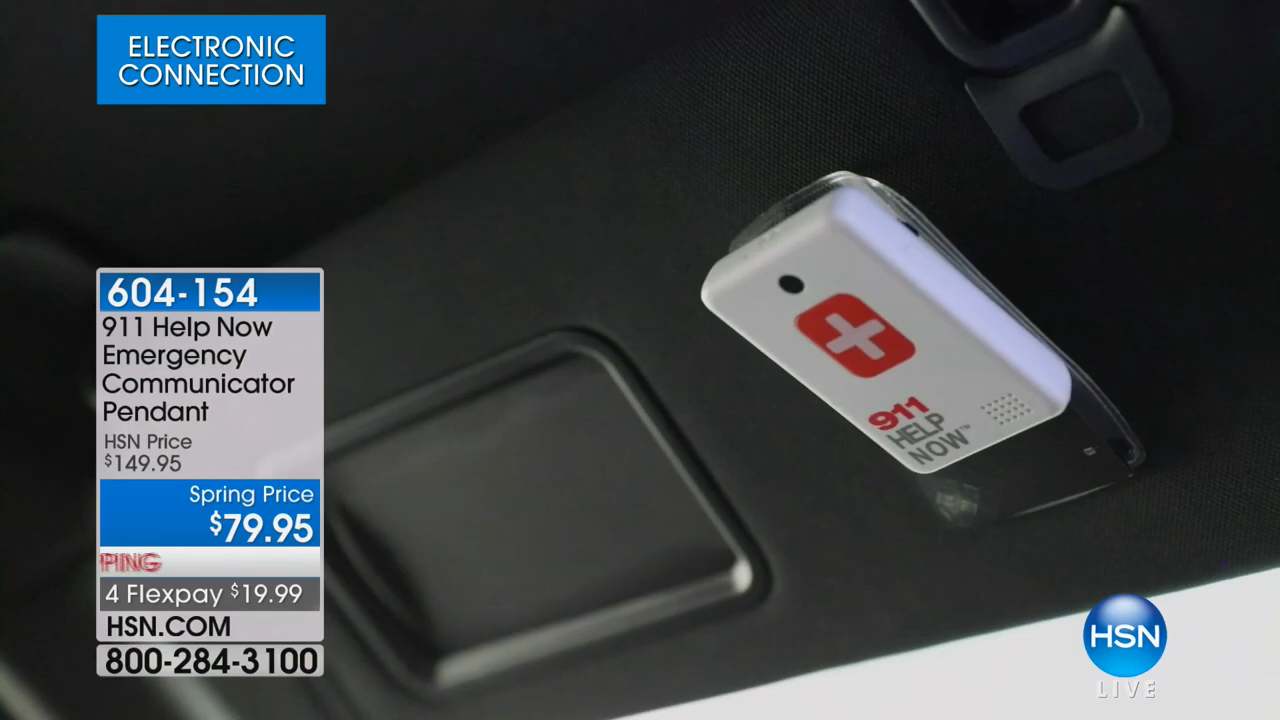 ELECTRONIC
CONNECTION
604-154
911 Help Now
Emergency
Communicator
Pendant
HSN Price
$149.95
Spring Price
$79.95
PING
4 Flexpay $19.99
HSN.COM
800-284-3100
911
HELP
NOW™
HSN
LIVE